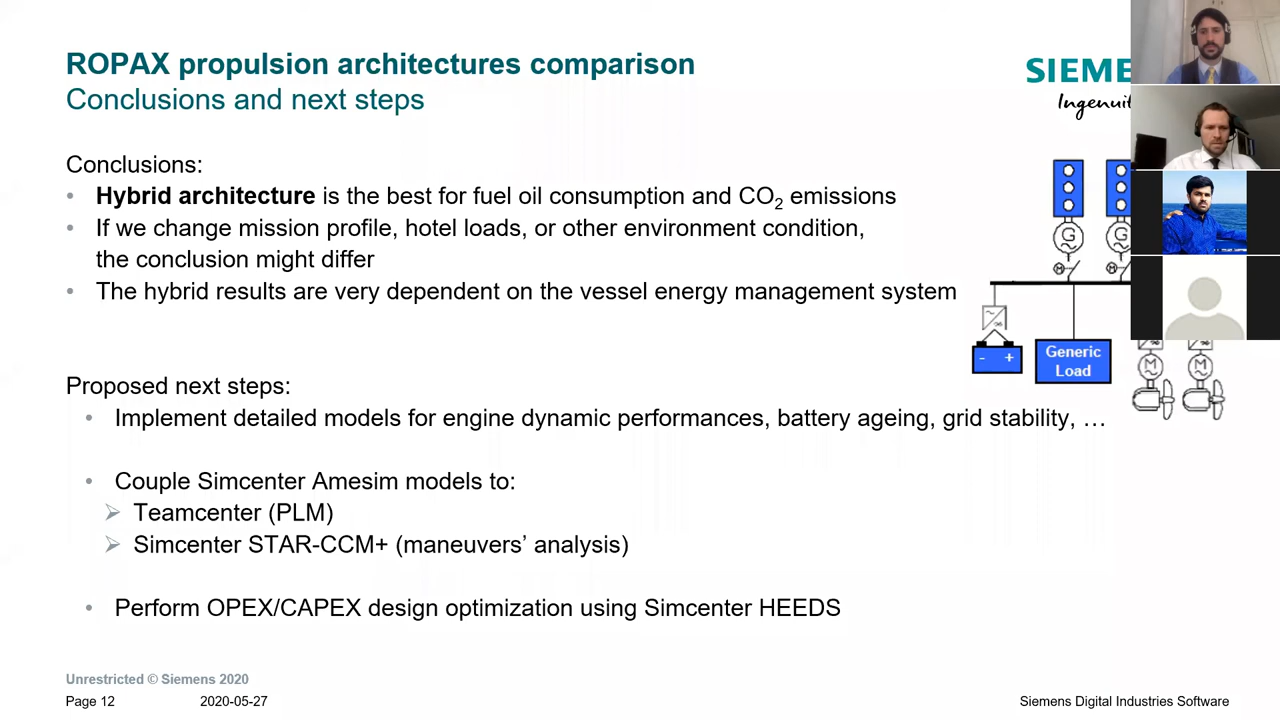 ROPAX propulsion architectures comparison
Conclusions and next steps
SIEME
Ingenuit
Conclusions:
• Hybrid architecture is the best for fuel oil consumption and CO₂ emissions
• If we change mission profile, hotel loads, or other environment condition,
the conclusion might differ
• The hybrid results are very dependent on the vessel energy management system
G G
M M
- +
Generic
Load
M M
Proposed next steps:
• Implement detailed models for engine dynamic performances, battery ageing, grid stability, …
• Couple Simcenter Amesim models to:
➢ Teamcenter (PLM)
➢ Simcenter STAR-CCM+ (maneuvers’ analysis)
• Perform OPEX/CAPEX design optimization using Simcenter HEEDS
Unrestricted © Siemens 2020
Page 12 2020-05-27 Siemens Digital Industries Software